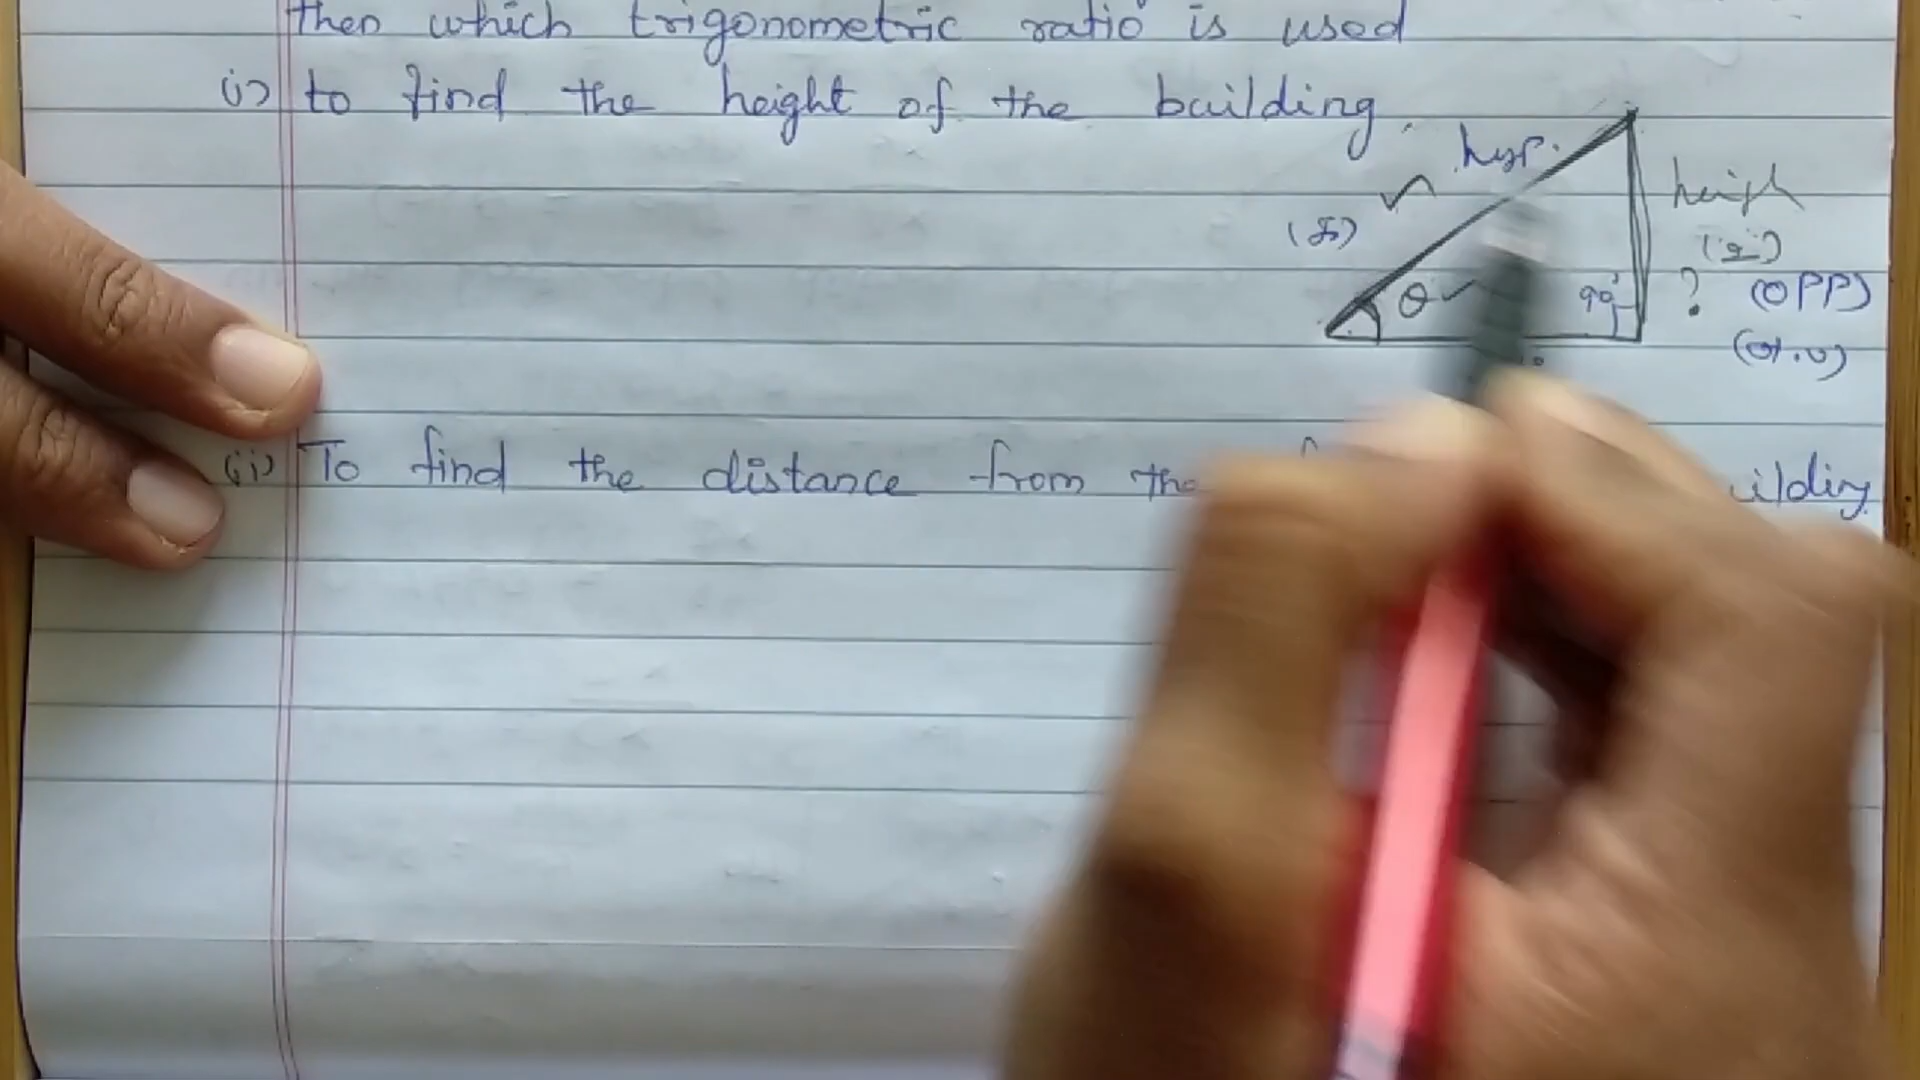 then which trigonometric ratio is used
(i) to find the height of the building.
hyp.
heigh
θ
90°
?
(OPP)
(ii) To find the distance from the